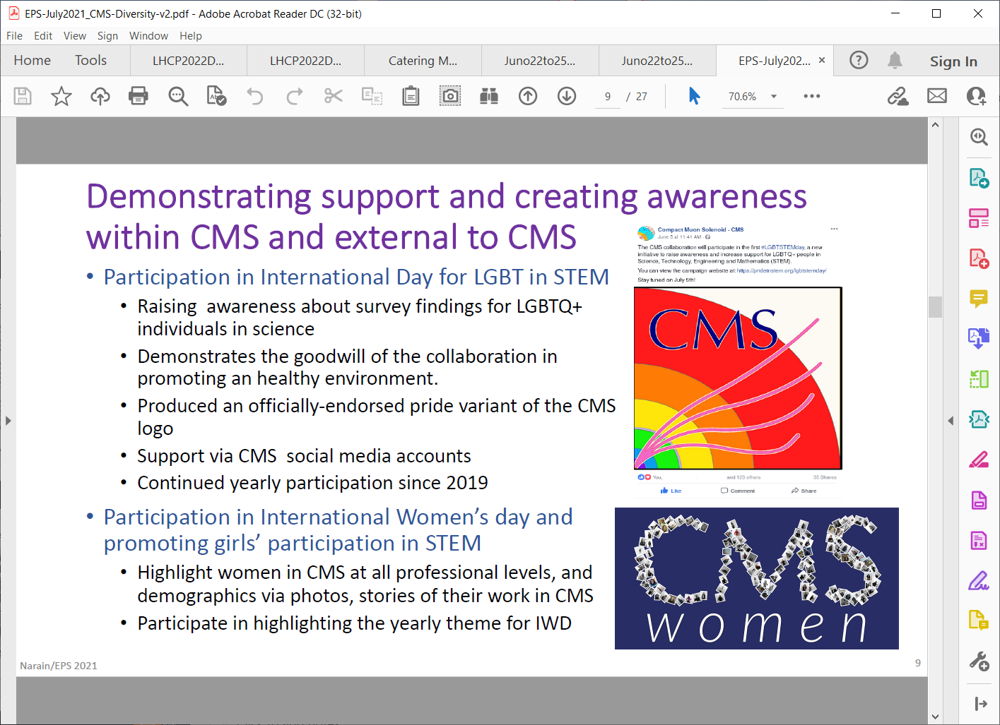 EPS-July2021_CMS-Diversity-v2.pdf - Adobe Acrobat Reader DC (32-bit)
File Edit View Sign Window Help
Home Tools LHCP2022D... LHCP2022D... Catering M... Juno22to25... Juno22to25... EPS-July202... × Sign In
9 / 27 70.6%
Demonstrating support and creating awareness
within CMS and external to CMS
• Participation in International Day for LGBT in STEM
• Raising  awareness about survey findings for LGBTQ+
individuals in science
• Demonstrates the goodwill of the collaboration in
promoting an healthy environment.
• Produced an officially-endorsed pride variant of the CMS
logo
• Support via CMS  social media accounts
• Continued yearly participation since 2019
• Participation in International Women’s day and
promoting girls’ participation in STEM
• Highlight women in CMS at all professional levels, and
demographics via photos, stories of their work in CMS
• Participate in highlighting the yearly theme for IWD
Compact Muon Solenoid - CMS
June 5 at 11:41 AM ·
The CMS collaboration will participate in the first #LGBTSTEMday, a new
initiative to raise awareness and increase support for LGBTQ+ people in
Science, Technology, Engineering and Mathematics (STEM).
You can view the campaign website at: https://prideinstem.org/lgbtstemday/
Stay tuned on July 5th!
CMS
You, and 123 others 35 Shares
Like Comment Share
CMS
women
Narain/EPS 2021
9